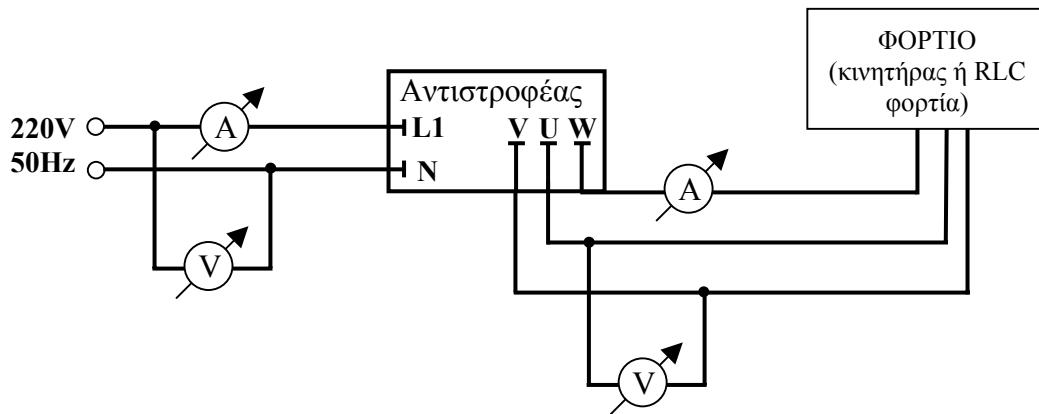 ΦΟΡΤΙΟ
(κινητήρας ή RLC
φορτία)
Αντιστροφέας
220V
A
L1
V U W
50Hz
N
A
V
V